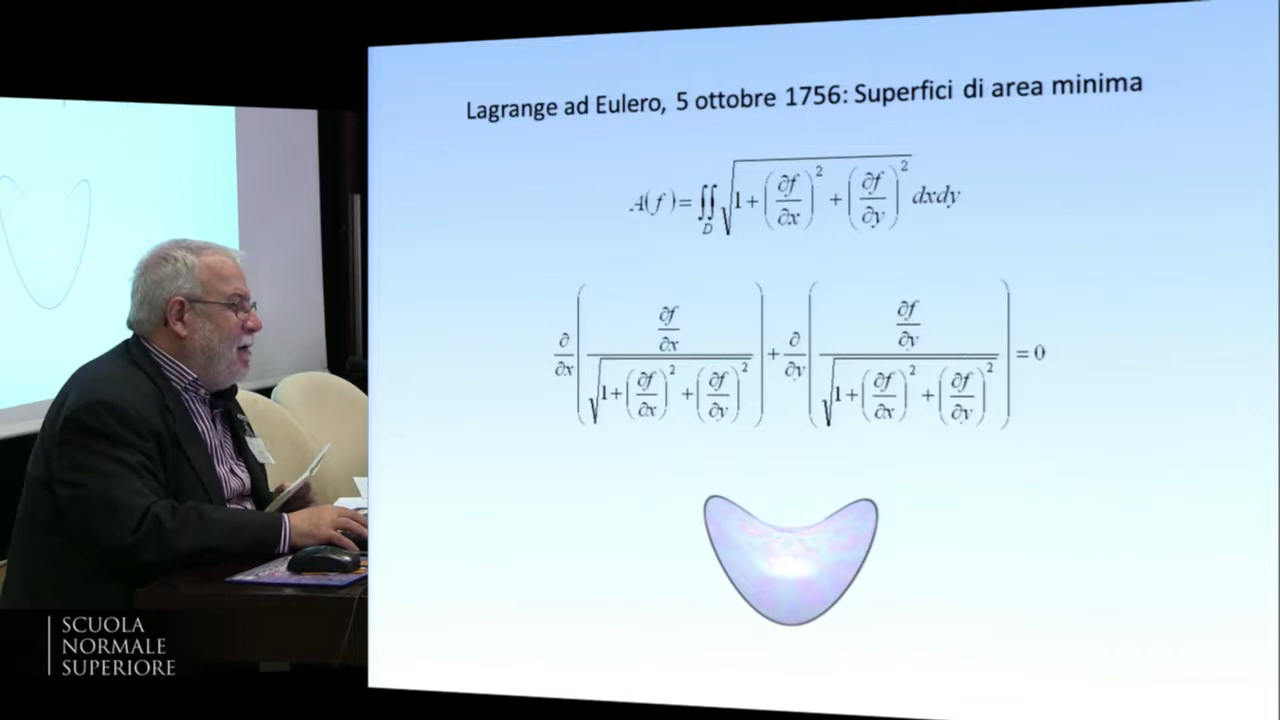 Lagrange ad Eulero, 5 ottobre 1756: Superfici di area minima
A(f) = ∬_D √(1 + (∂f/∂x)² + (∂f/∂y)²) dxdy
∂/∂x ( (∂f/∂x) / √(1 + (∂f/∂x)² + (∂f/∂y)²) ) + ∂/∂y ( (∂f/∂y) / √(1 + (∂f/∂x)² + (∂f/∂y)²) ) = 0
SCUOLA
NORMALE
SUPERIORE